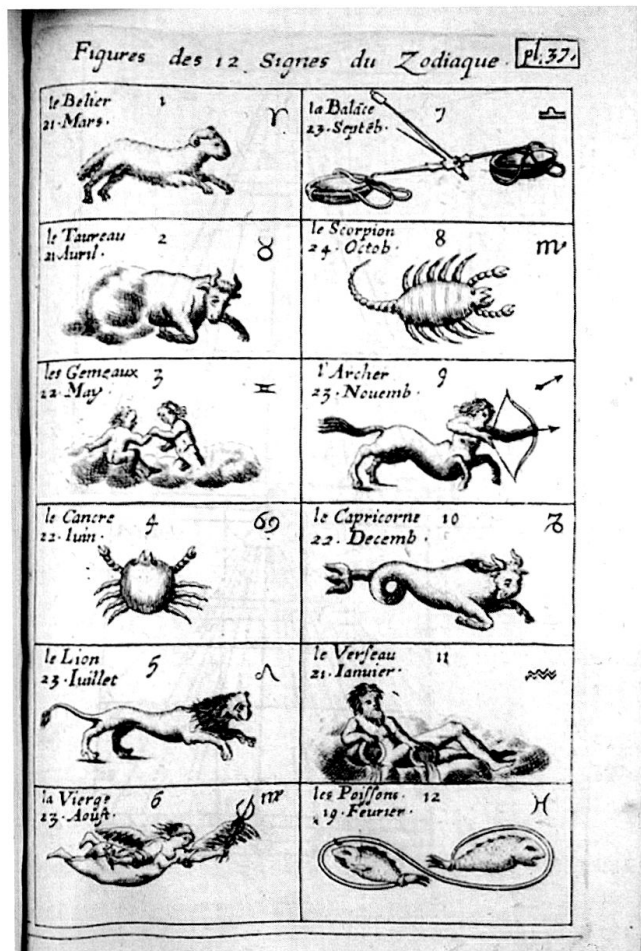 Figures des 12 Signes du Zodiaque. pl. 37.
le Belier 1 ♈
21. Mars.
la Balãce 7 ♎
23. Septẽb.
le Taureau 2 ♉
21 Auril.
le Scorpion 8 ♏
24. Octob.
les Gemeaux 3 ♊
22. May.
l'Archer 9 ♐
23. Nouemb.
le Cancre 4 ♋
22. Iuin.
le Capricorne 10 ♑
22. Decemb.
le Lion 5 ♌
23. Iuillet
le Verseau 11 ♒
21. Ianuier.
la Vierge 6 ♍
23. Aoust.
les Poissons. 12 ♓
19. Feurier.